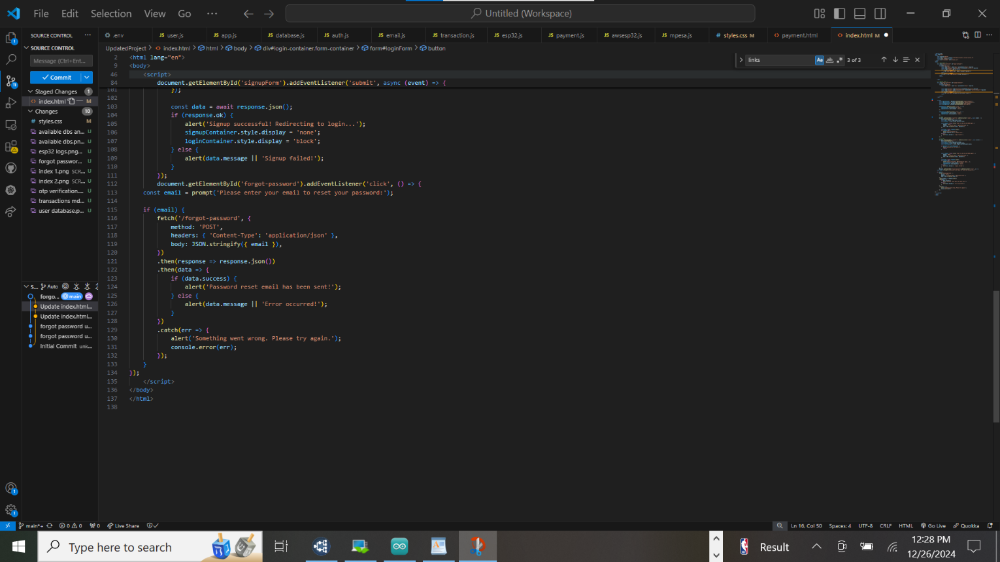 File Edit Selection View Go ··· Untitled (Workspace)
SOURCE CONTROL ···
.env user.js app.js database.js auth.js email.js transaction.js esp32.js payment.js awsesp32.js mpesa.js styles.css M payment.html index.html M
SOURCE CONTROL
UpdatedProject > index.html > html > body > div#login-container.form-container > form#loginForm > button
Message (Ctrl+Ent...
Commit
Staged Changes 1
index.html M
Changes 10
styles.css M
available dbs an... U
available dbs.pn... U
esp32 logs.png... U
forgot passwor... U
index 1.png SCR... U
index 2.png SCR... U
otp verification.... U
transactions md... U
user database.p... U
S... Auto
forgo... main
Update index.html...
Update index.html...
forgot password u...
forgot password u...
Initial Commit unk...
links Aa ab 3 of 3
2 <html lang="en">
9 <body>
46 <script>
84 document.getElementById('signupForm').addEventListener('submit', async (event) => {
101 });
102
103 const data = await response.json();
104 if (response.ok) {
105 alert('Signup successful! Redirecting to login...');
106 signupContainer.style.display = 'none';
107 loginContainer.style.display = 'block';
108 } else {
109 alert(data.message || 'Signup failed!');
110 }
111 });
112 document.getElementById('forgot-password').addEventListener('click', () => {
113 const email = prompt('Please enter your email to reset your password:');
114
115 if (email) {
116 fetch('/forgot-password', {
117 method: 'POST',
118 headers: { 'Content-Type': 'application/json' },
119 body: JSON.stringify({ email }),
120 })
121 .then(response => response.json())
122 .then(data => {
123 if (data.success) {
124 alert('Password reset email has been sent!');
125 } else {
126 alert(data.message || 'Error occurred!');
127 }
128 })
129 .catch(err => {
130 alert('Something went wrong. Please try again.');
131 console.error(err);
132 });
133 }
134 });
135 </script>
136 </body>
137 </html>
138
main*+ 0 0 0 Live Share Ln 16, Col 50 Spaces: 4 UTF-8 CRLF HTML Go Live Quokka
Type here to search Result 12:28 PM
12/26/2024